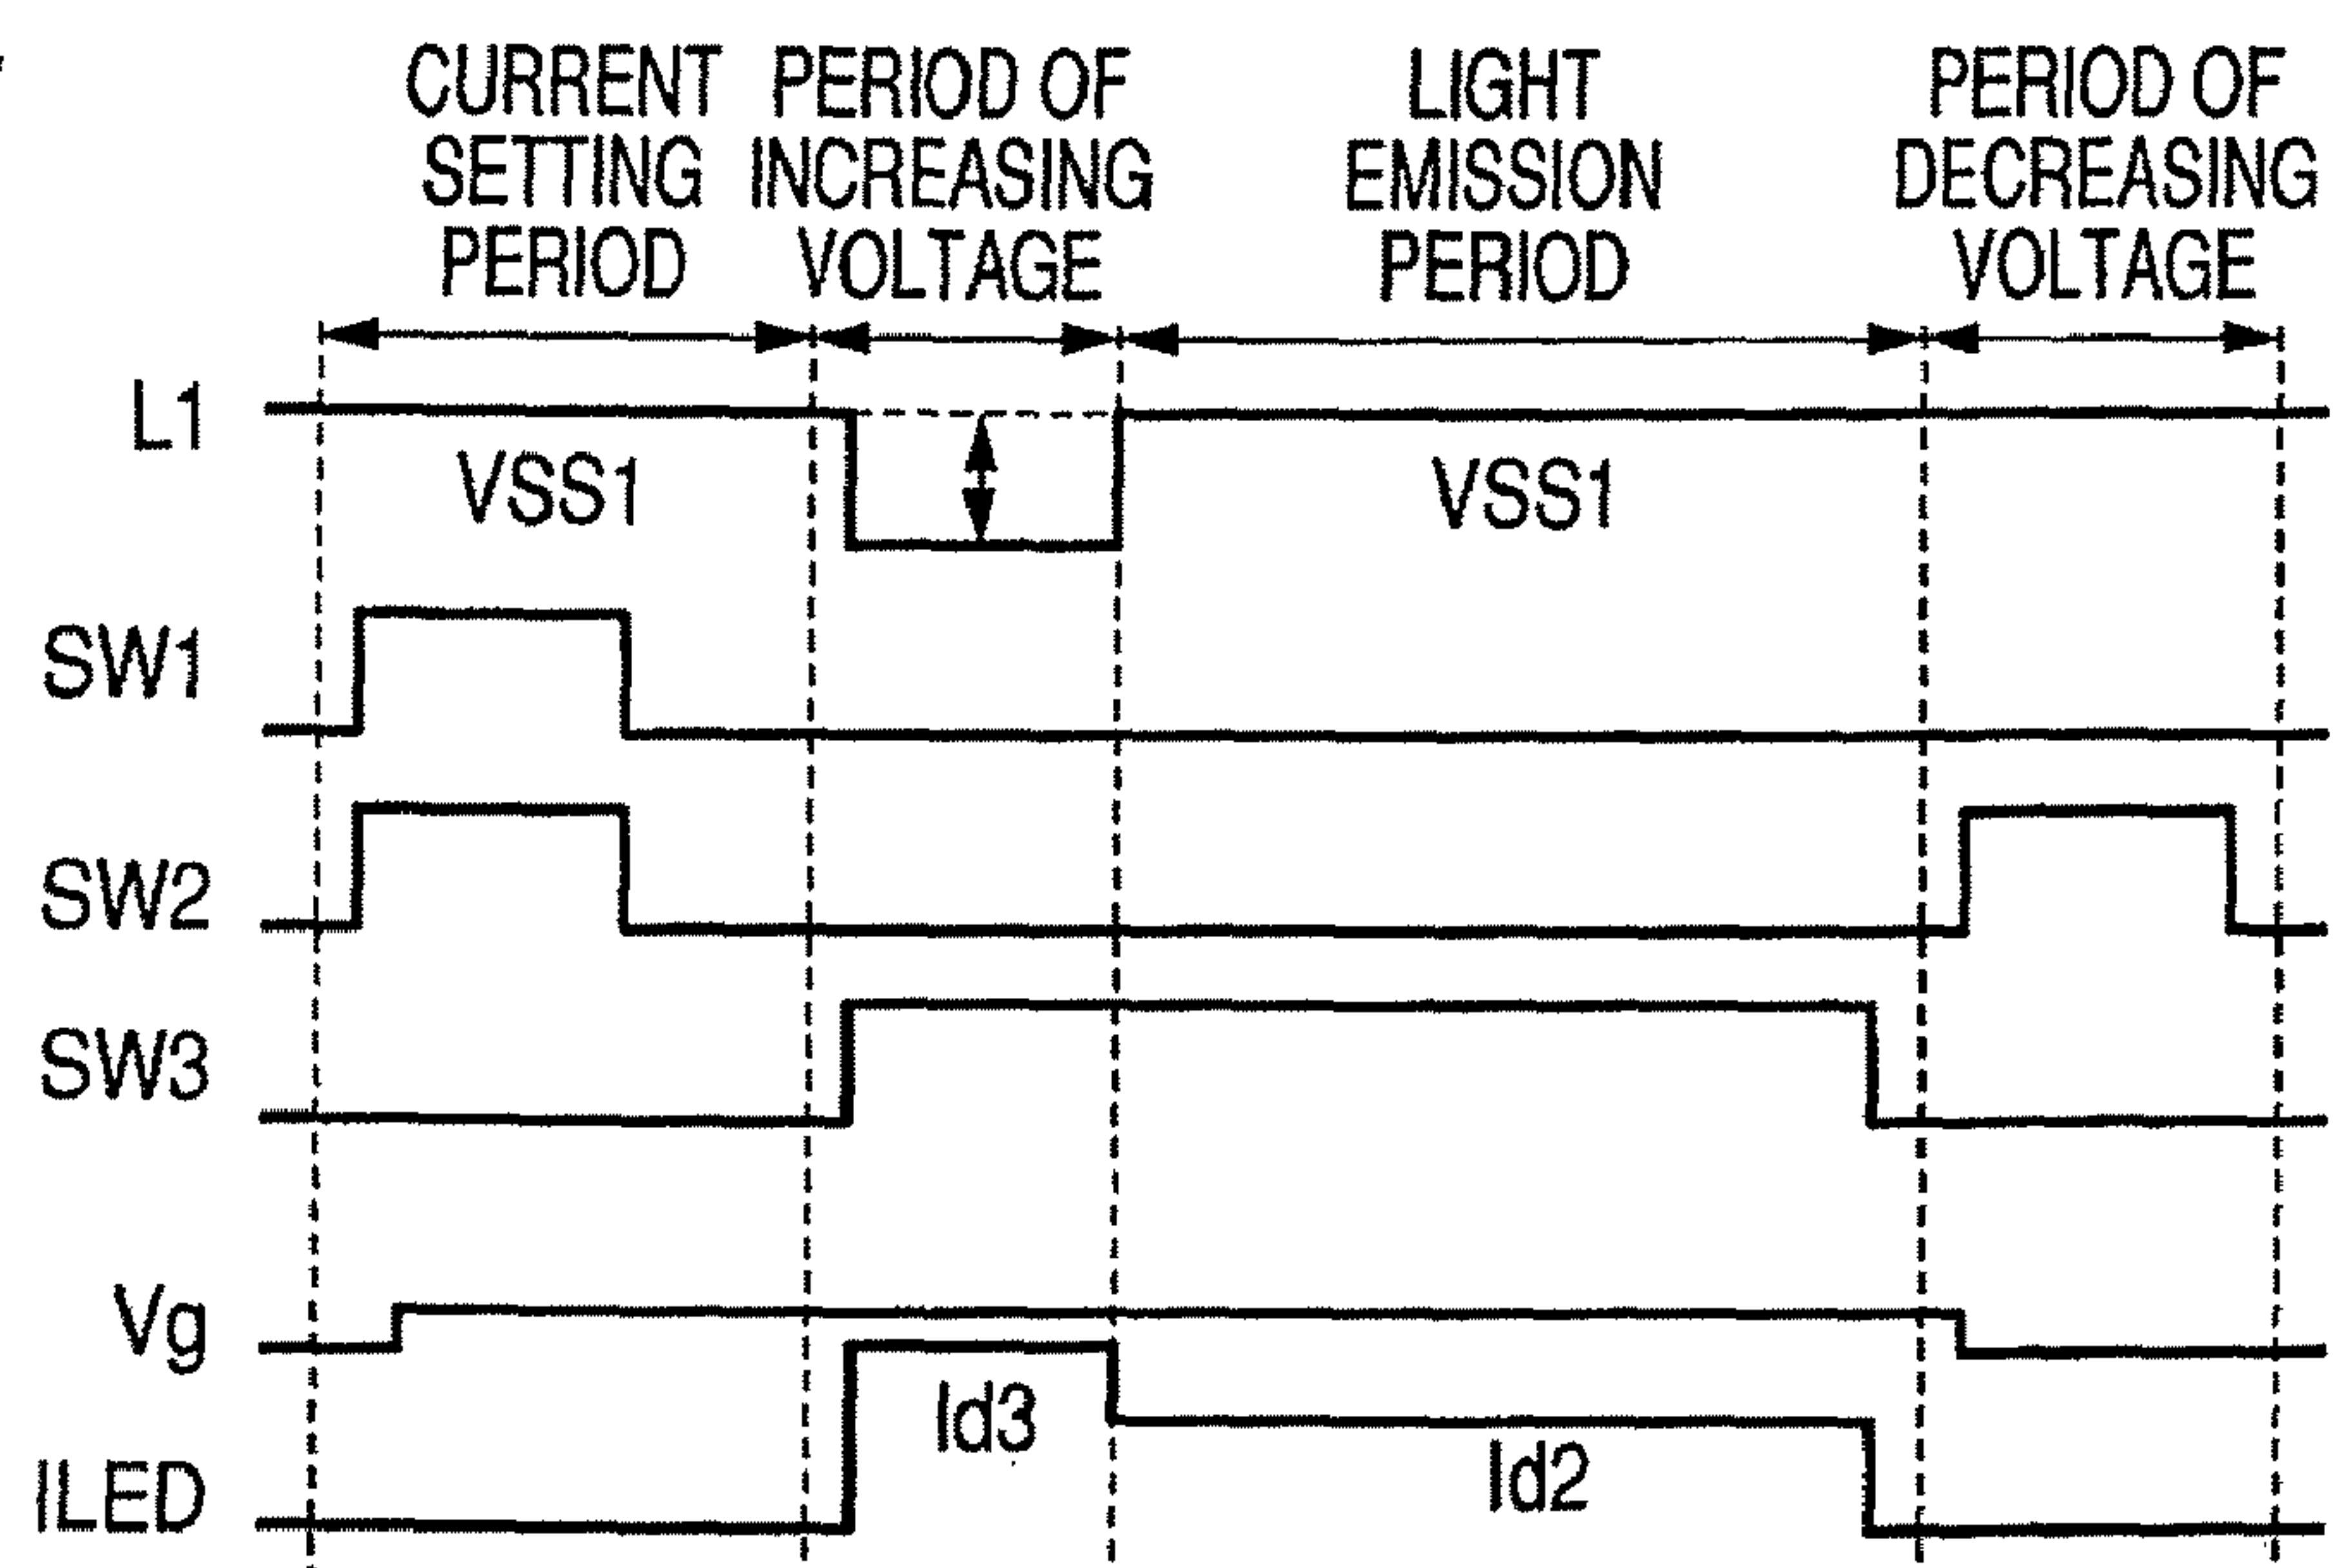 CURRENT
SETTING
PERIOD
PERIOD OF
INCREASING
VOLTAGE
LIGHT
EMISSION
PERIOD
PERIOD OF
DECREASING
VOLTAGE
L1
VSS1
VSS1
SW1
SW2
SW3
Vg
Id3
Id2
ILED